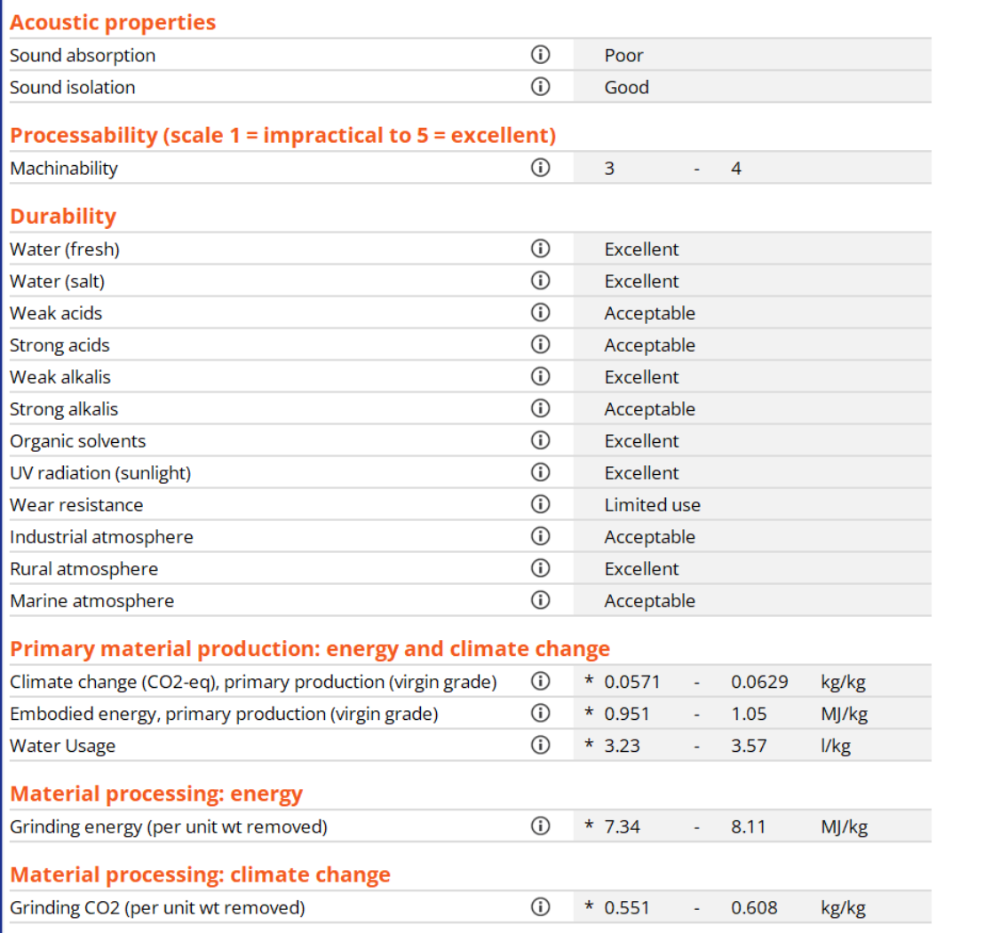 Acoustic properties
Sound absorption ⓘ Poor
Sound isolation ⓘ Good
Processability (scale 1 = impractical to 5 = excellent)
Machinability ⓘ 3 - 4
Durability
Water (fresh) ⓘ Excellent
Water (salt) ⓘ Excellent
Weak acids ⓘ Acceptable
Strong acids ⓘ Acceptable
Weak alkalis ⓘ Excellent
Strong alkalis ⓘ Acceptable
Organic solvents ⓘ Excellent
UV radiation (sunlight) ⓘ Excellent
Wear resistance ⓘ Limited use
Industrial atmosphere ⓘ Acceptable
Rural atmosphere ⓘ Excellent
Marine atmosphere ⓘ Acceptable
Primary material production: energy and climate change
Climate change (CO2-eq), primary production (virgin grade) ⓘ * 0.0571 - 0.0629 kg/kg
Embodied energy, primary production (virgin grade) ⓘ * 0.951 - 1.05 MJ/kg
Water Usage ⓘ * 3.23 - 3.57 l/kg
Material processing: energy
Grinding energy (per unit wt removed) ⓘ * 7.34 - 8.11 MJ/kg
Material processing: climate change
Grinding CO2 (per unit wt removed) ⓘ * 0.551 - 0.608 kg/kg